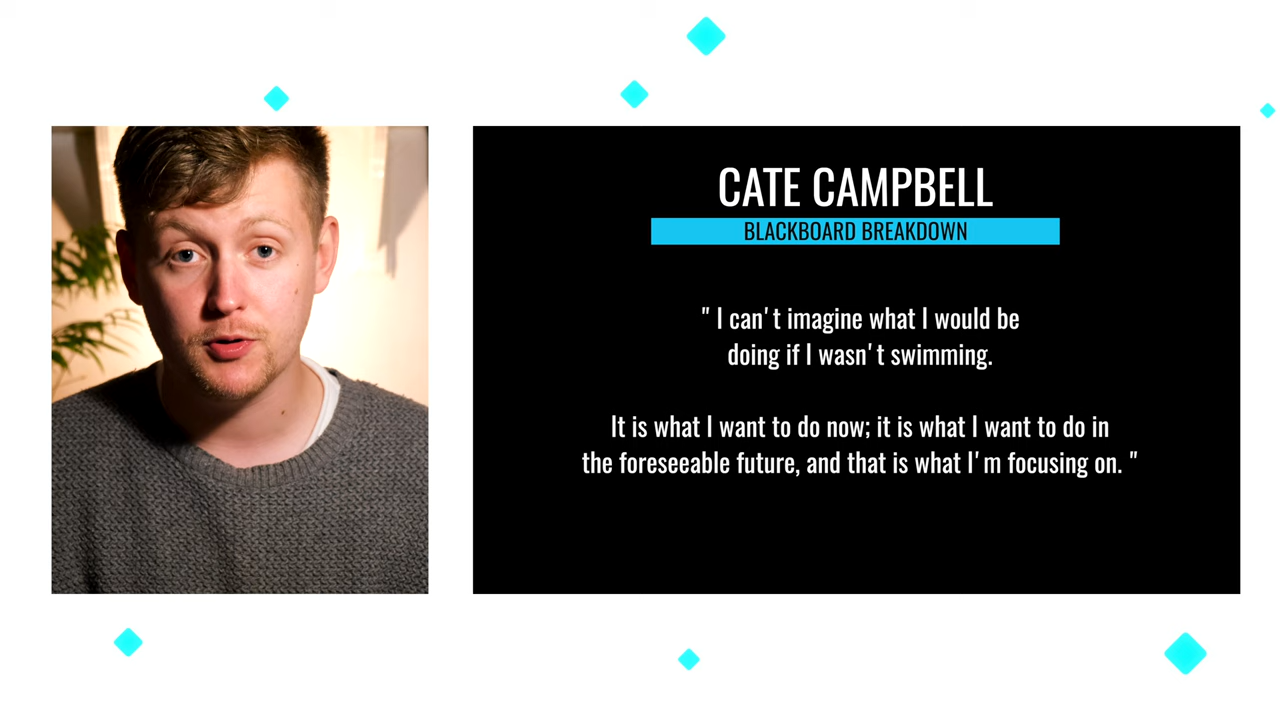 CATE CAMPBELL
BLACKBOARD BREAKDOWN
" I can't imagine what I would be
doing if I wasn't swimming.
It is what I want to do now; it is what I want to do in
the foreseeable future, and that is what I'm focusing on. "